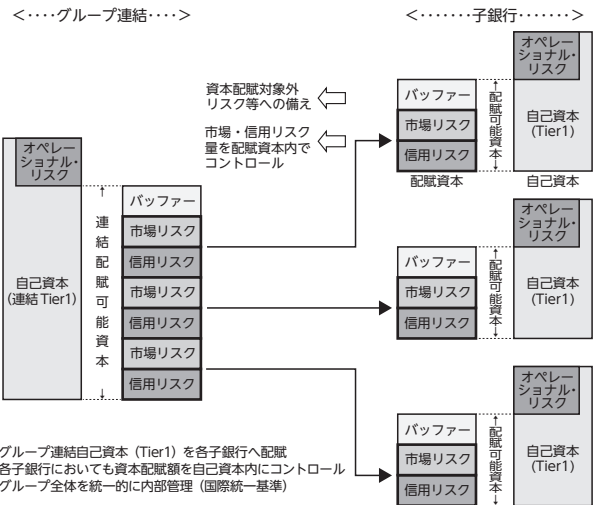 <‥‥グループ連結‥‥>
<‥‥‥‥子銀行‥‥‥‥>
オペレー
ショナル・
リスク
自己資本
(連結 Tier1)
↑連結配賦可能資本↓
バッファー
市場リスク
信用リスク
市場リスク
信用リスク
市場リスク
信用リスク
資本配賦対象外
リスク等への備え
市場・信用リスク
量を配賦資本内で
コントロール
バッファー
市場リスク
信用リスク
配賦資本
↑配賦可能資本↓
オペレー
ショナル・
リスク
自己資本
(Tier1)
自己資本
バッファー
市場リスク
信用リスク
↑配賦可能資本↓
オペレー
ショナル・
リスク
自己資本
(Tier1)
バッファー
市場リスク
信用リスク
↑配賦可能資本↓
オペレー
ショナル・
リスク
自己資本
(Tier1)
グループ連結自己資本（Tier1）を各子銀行へ配賦
各子銀行においても資本配賦額を自己資本内にコントロール
グループ全体を統一的に内部管理（国際統一基準）